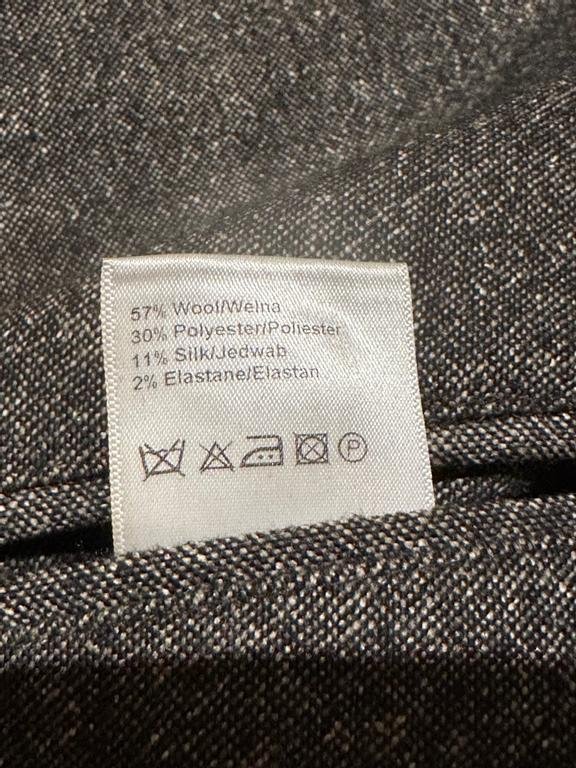 57% Wool/Wełna
30% Polyester/Poliester
11% Silk/Jedwab
2% Elastane/Elastan
P